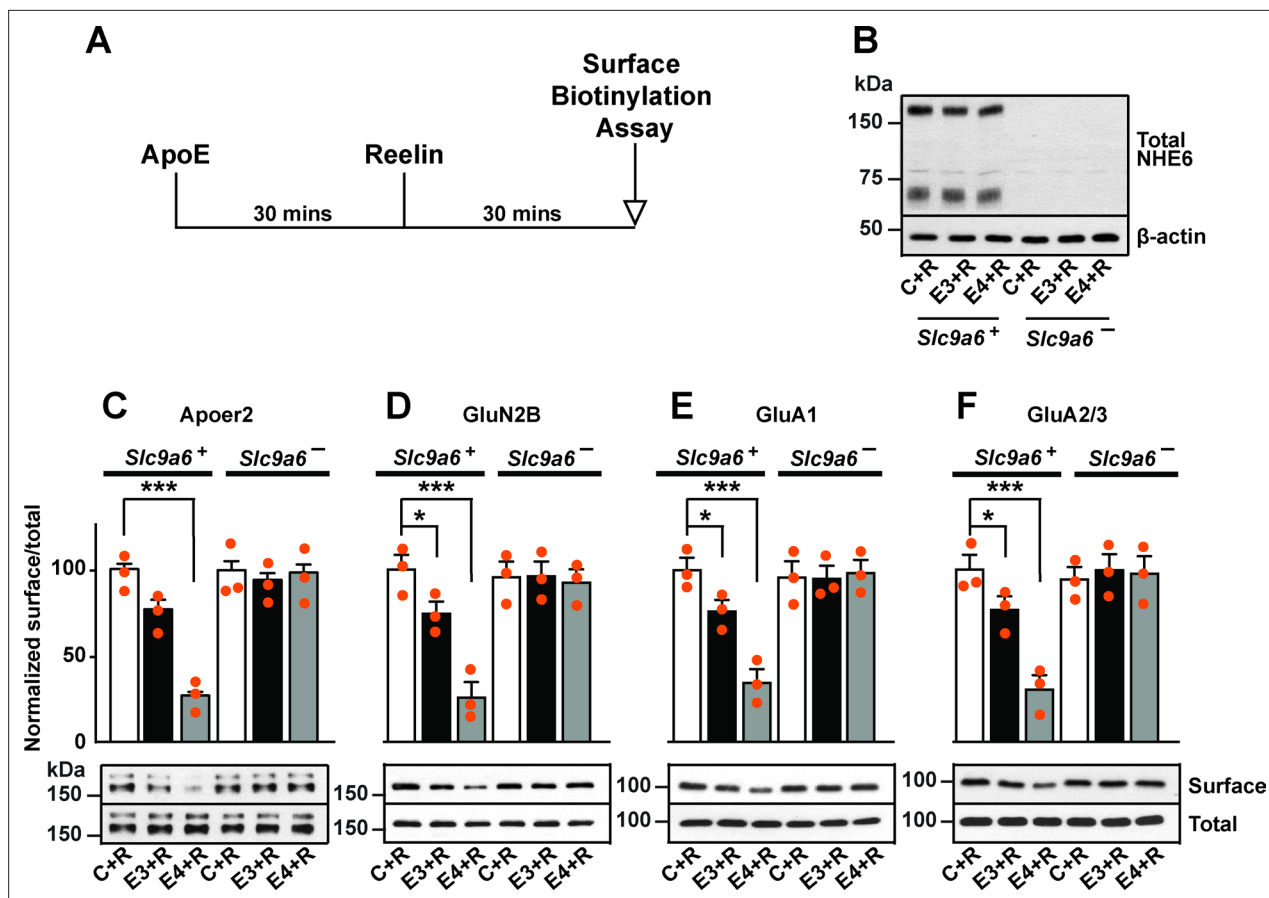 A
ApoE
Reelin
Surface
Biotinylation
Assay
30 mins
30 mins
B
kDa
150
75
50
Total
NHE6
β-actin
C+R E3+R E4+R C+R E3+R E4+R
Slc9a6 + Slc9a6 –
C Apoer2
Slc9a6 + Slc9a6 –
***
Normalized surface/total
100
50
0
kDa
150
150
C+R E3+R E4+R C+R E3+R E4+R
D GluN2B
Slc9a6 + Slc9a6 –
***
*
150
150
C+R E3+R E4+R C+R E3+R E4+R
E GluA1
Slc9a6 + Slc9a6 –
***
*
100
100
C+R E3+R E4+R C+R E3+R E4+R
F GluA2/3
Slc9a6 + Slc9a6 –
***
*
100
100
Surface
Total
C+R E3+R E4+R C+R E3+R E4+R